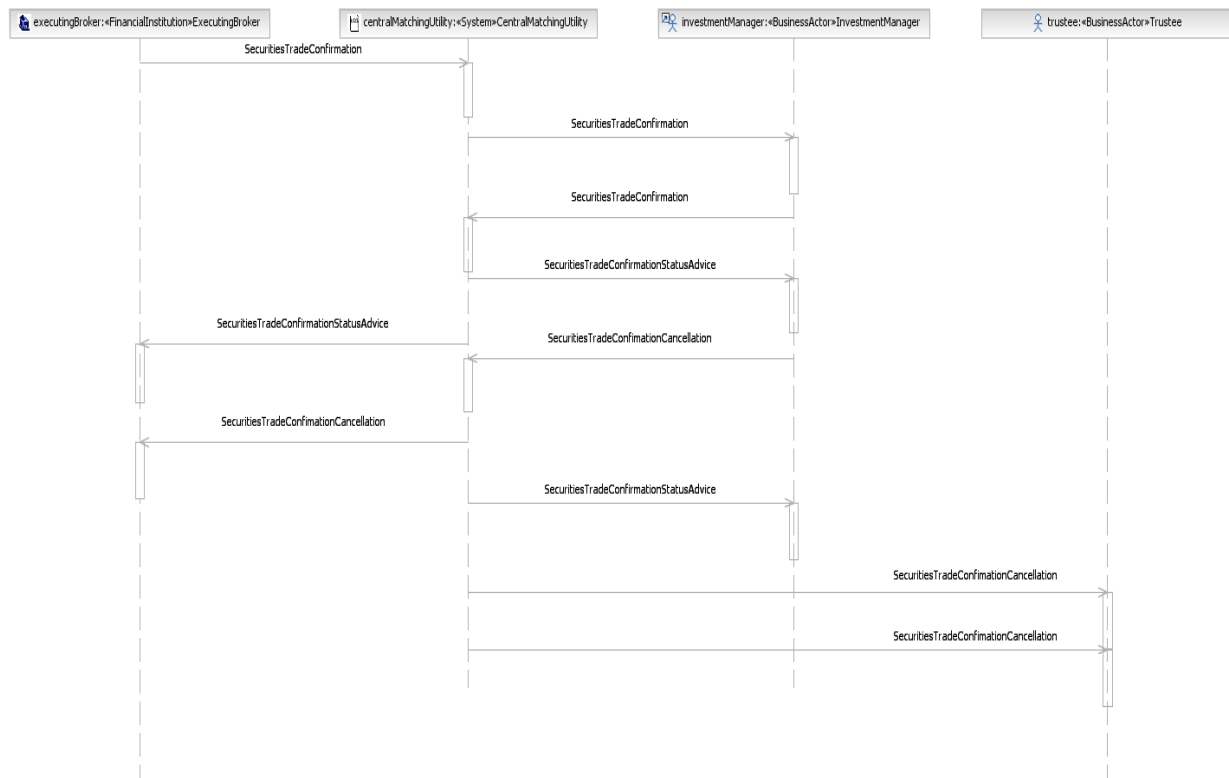 executingBroker:«FinancialInstitution»ExecutingBroker
centralMatchingUtility:«System»CentralMatchingUtility
investmentManager:«BusinessActor»InvestmentManager
trustee:«BusinessActor»Trustee
SecuritiesTradeConfirmation
SecuritiesTradeConfirmation
SecuritiesTradeConfirmation
SecuritiesTradeConfirmationStatusAdvice
SecuritiesTradeConfirmationStatusAdvice
SecuritiesTradeConfimationCancellation
SecuritiesTradeConfimationCancellation
SecuritiesTradeConfirmationStatusAdvice
SecuritiesTradeConfimationCancellation
SecuritiesTradeConfimationCancellation